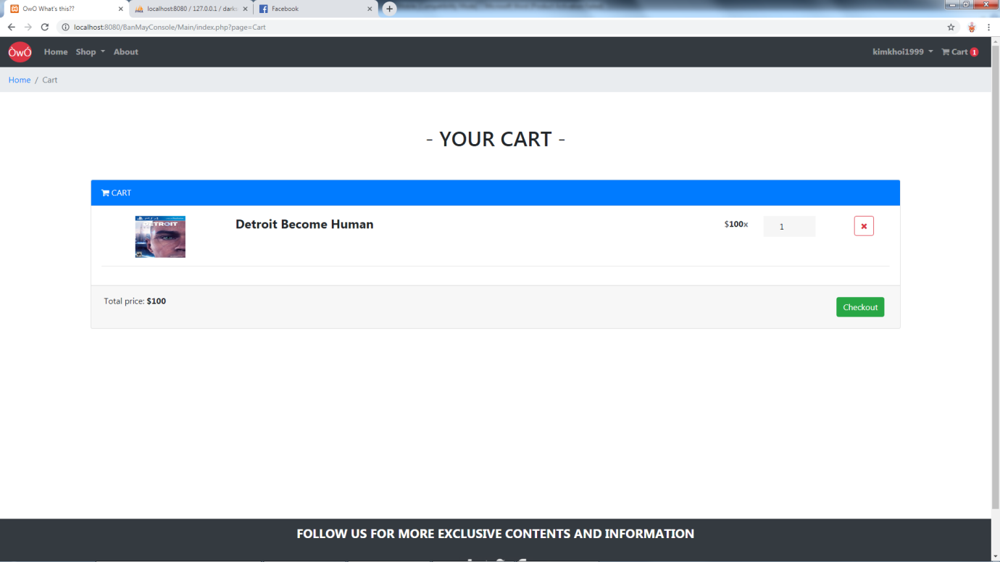 OwO What's this??
localhost:8080 / 127.0.0.1 / darks
Facebook
localhost:8080/BanMayConsole/Main/index.php?page=Cart
ÒwÓ
Home Shop About
kimkhoi1999 Cart 1
Home / Cart
- YOUR CART -
CART
DETROIT
Detroit Become Human
$100x
1
Total price: $100
Checkout
FOLLOW US FOR MORE EXCLUSIVE CONTENTS AND INFORMATION